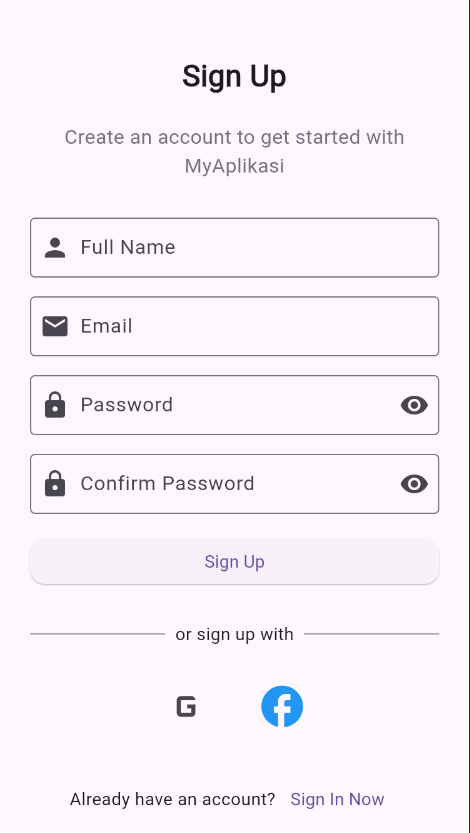 Sign Up
Create an account to get started with
MyAplikasi
Full Name
Email
Password
Confirm Password
Sign Up
or sign up with
G f
Already have an account? Sign In Now